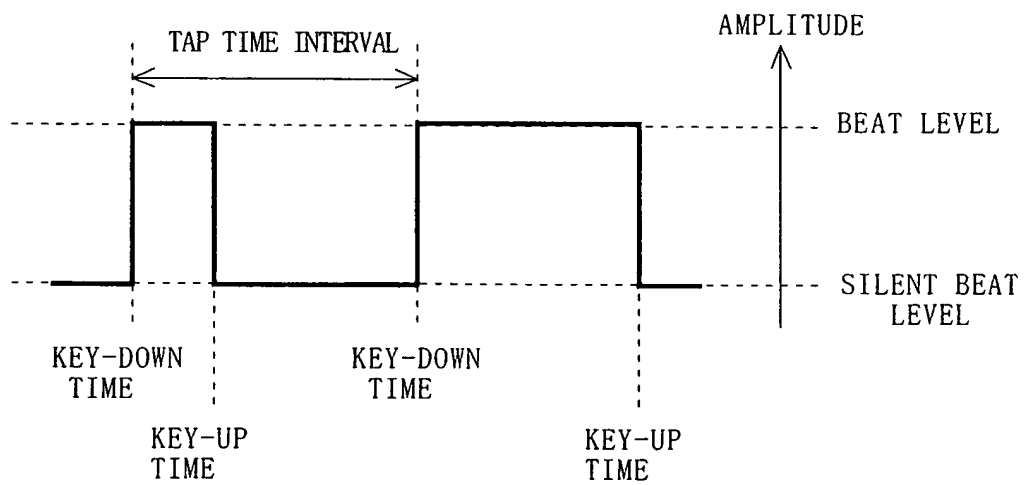 AMPLITUDE
TAP TIME INTERVAL
BEAT LEVEL
SILENT BEAT
LEVEL
KEY-DOWN
TIME
KEY-DOWN
TIME
KEY-UP
TIME
KEY-UP
TIME